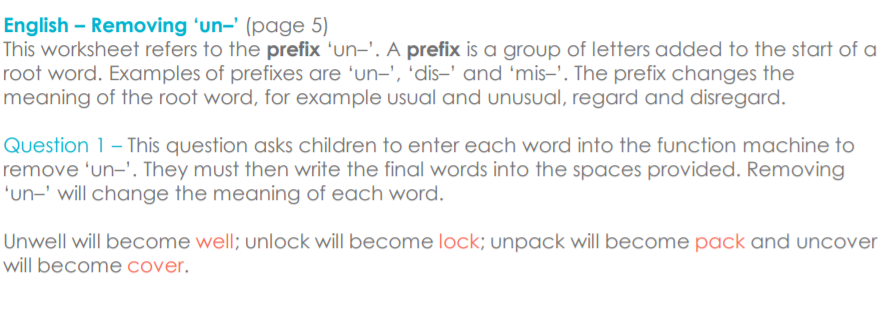 English – Removing ‘un–’ (page 5)
This worksheet refers to the prefix ‘un–’. A prefix is a group of letters added to the start of a
root word. Examples of prefixes are ‘un–’, ‘dis–’ and ‘mis–’. The prefix changes the
meaning of the root word, for example usual and unusual, regard and disregard.
Question 1 – This question asks children to enter each word into the function machine to
remove ‘un–’. They must then write the final words into the spaces provided. Removing
‘un–’ will change the meaning of each word.
Unwell will become well; unlock will become lock; unpack will become pack and uncover
will become cover.